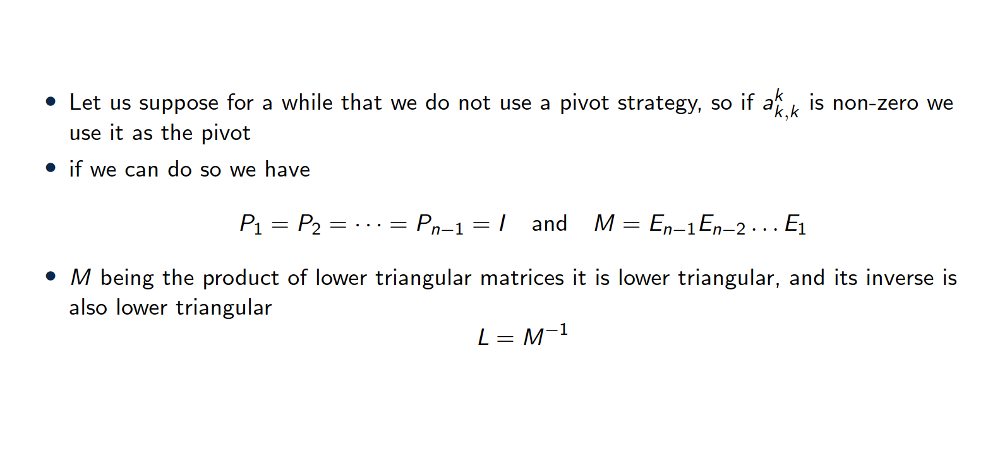 • Let us suppose for a while that we do not use a pivot strategy, so if $a_{k,k}^{k}$ is non-zero we
use it as the pivot
• if we can do so we have
$P_1 = P_2 = \cdots = P_{n-1} = I$ and $M = E_{n-1}E_{n-2}\ldots E_1$
• $M$ being the product of lower triangular matrices it is lower triangular, and its inverse is
also lower triangular
$L = M^{-1}$